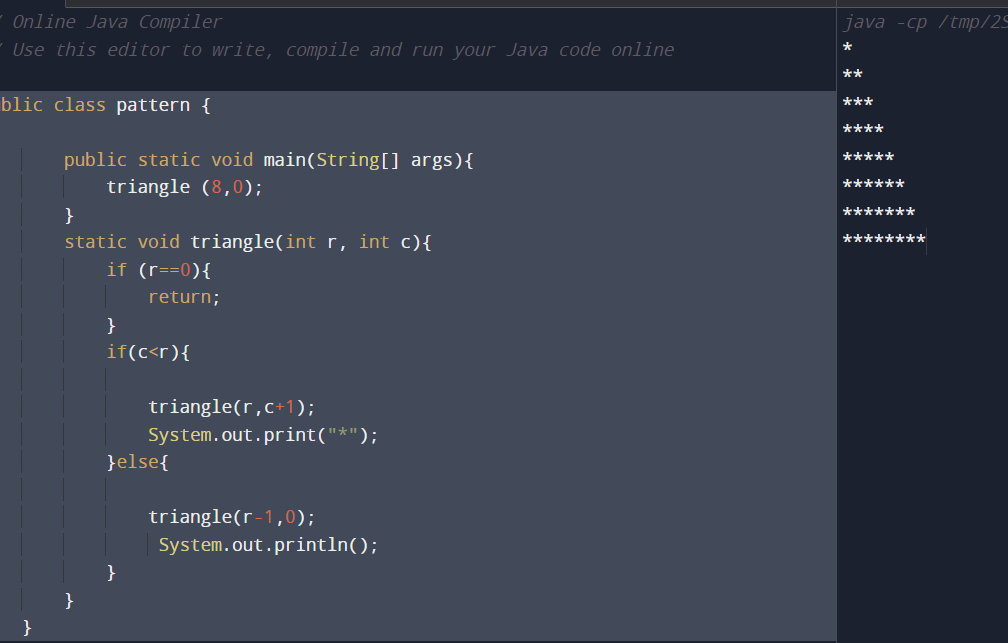 / Online Java Compiler
/ Use this editor to write, compile and run your Java code online
blic class pattern {
public static void main(String[] args){
triangle (8,0);
}
static void triangle(int r, int c){
if (r==0){
return;
}
if(c<r){
triangle(r,c+1);
System.out.print("*");
}else{
triangle(r-1,0);
System.out.println();
}
}
}
java -cp /tmp/2S
*
**
***
****
*****
******
*******
********